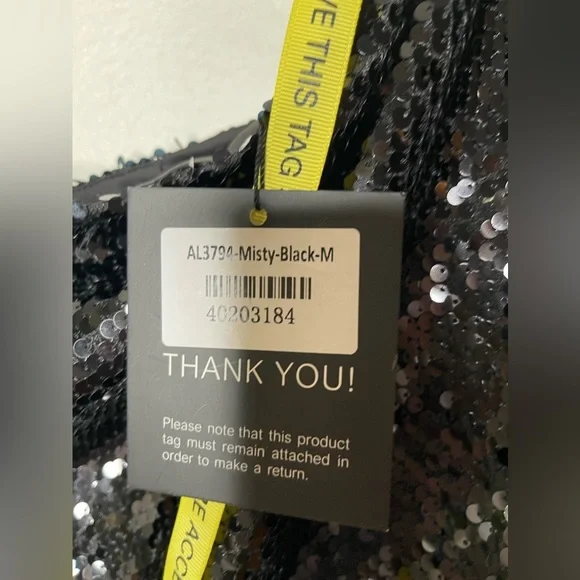 VE THIS TAG
AL3794-Misty-Black-M
40203184
THANK YOU!
Please note that this product
tag must remain attached in
order to make a return.
E ACCE